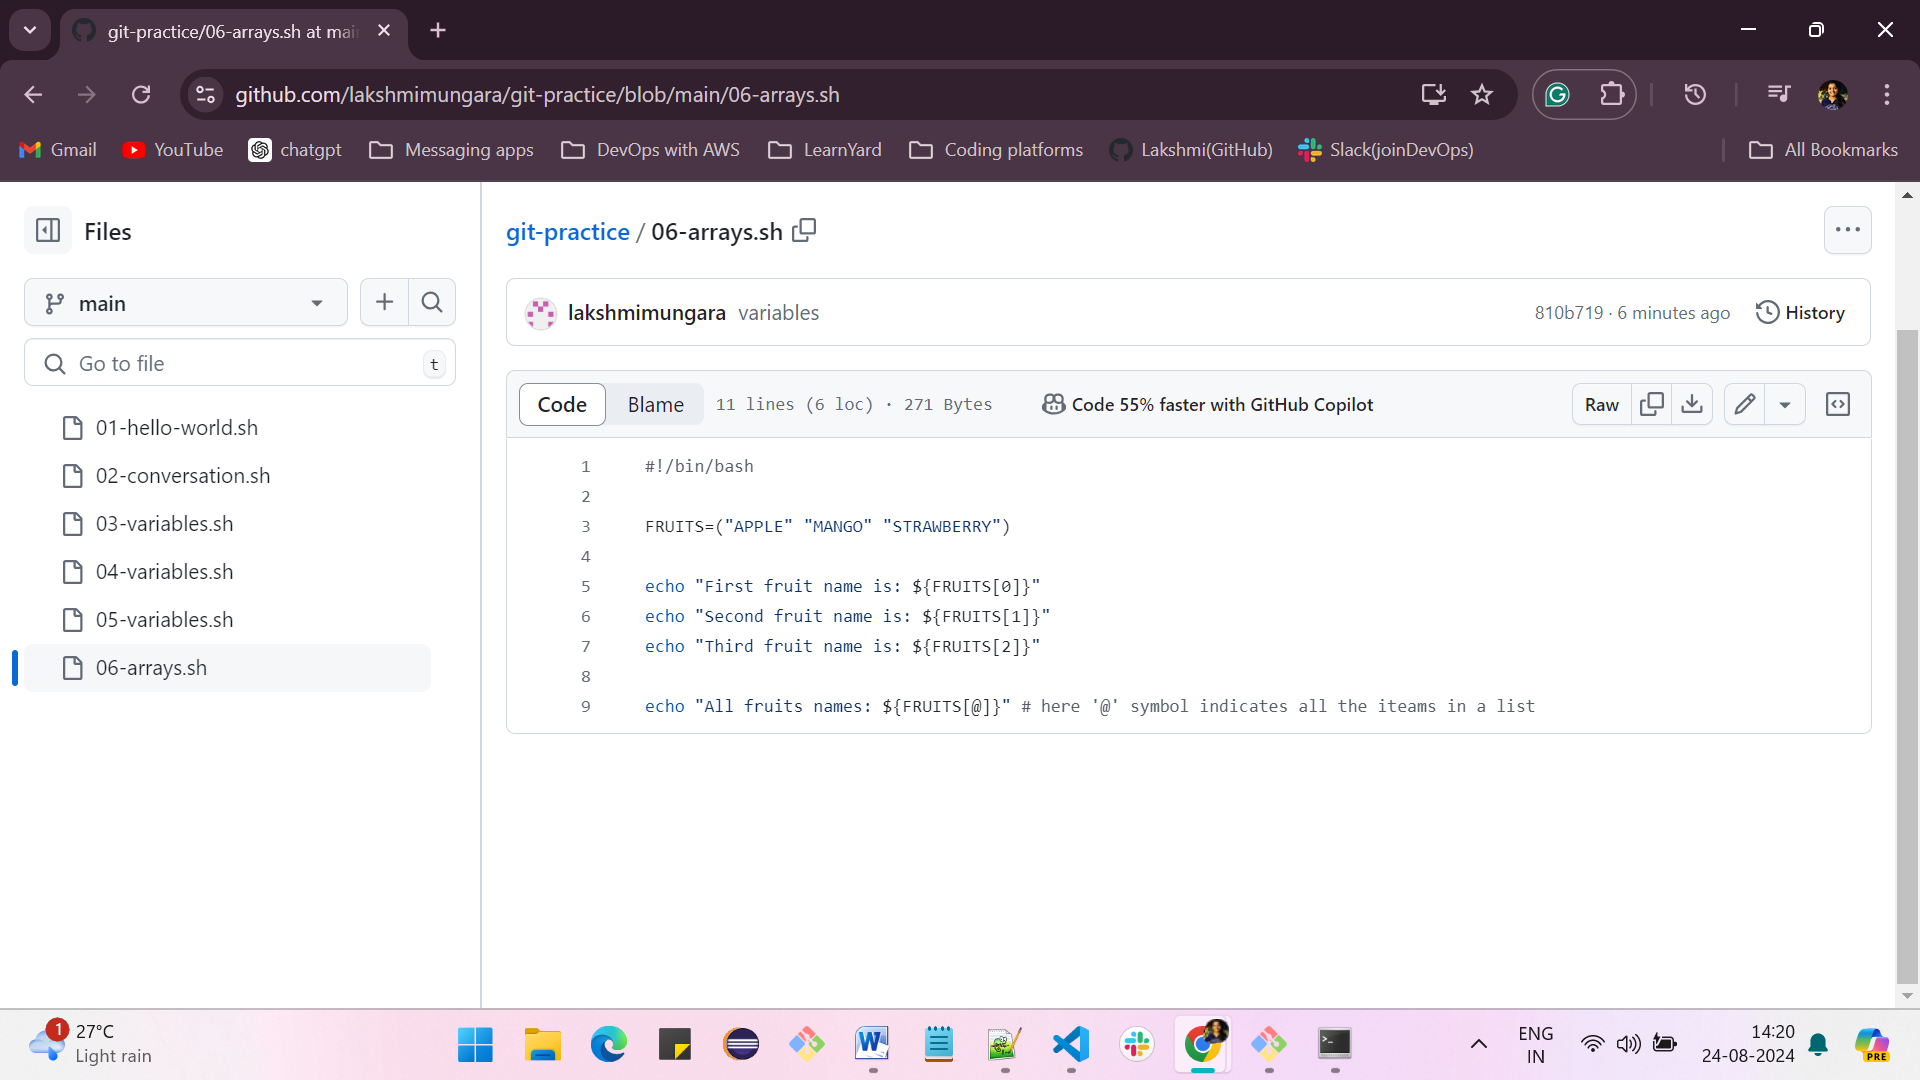 git-practice/06-arrays.sh at mai
github.com/lakshmimungara/git-practice/blob/main/06-arrays.sh
Gmail YouTube chatgpt Messaging apps DevOps with AWS LearnYard Coding platforms Lakshmi(GitHub) Slack(joinDevOps) All Bookmarks
Files
main
Go to file t
01-hello-world.sh
02-conversation.sh
03-variables.sh
04-variables.sh
05-variables.sh
06-arrays.sh
git-practice / 06-arrays.sh
lakshmimungara variables 810b719 · 6 minutes ago History
Code Blame 11 lines (6 loc) · 271 Bytes Code 55% faster with GitHub Copilot Raw
1 #!/bin/bash
2
3 FRUITS=("APPLE" "MANGO" "STRAWBERRY")
4
5 echo "First fruit name is: ${FRUITS[0]}"
6 echo "Second fruit name is: ${FRUITS[1]}"
7 echo "Third fruit name is: ${FRUITS[2]}"
8
9 echo "All fruits names: ${FRUITS[@]}" # here '@' symbol indicates all the iteams in a list
1 27°C
Light rain
ENG
IN
14:20
24-08-2024
PRE